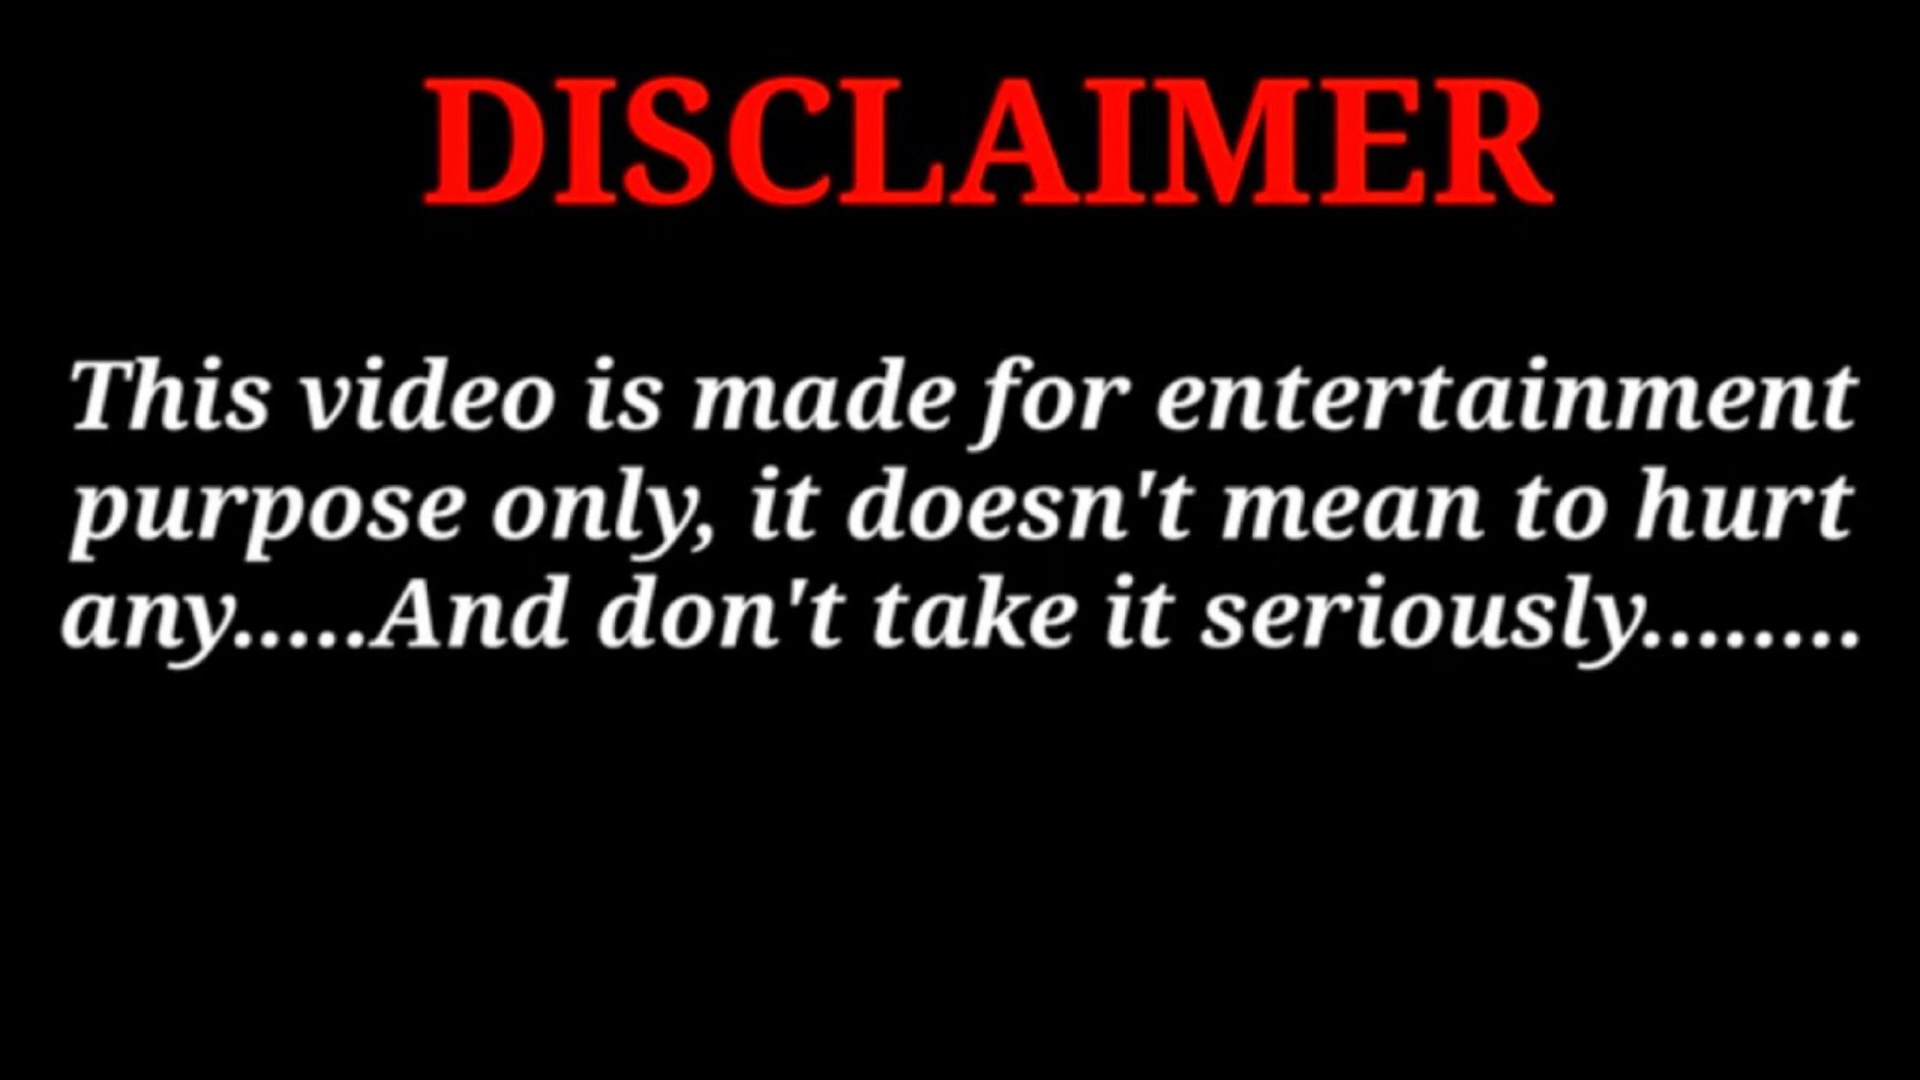 DISCLAIMER
This video is made for entertainment
purpose only, it doesn't mean to hurt
any.....And don't take it seriously........